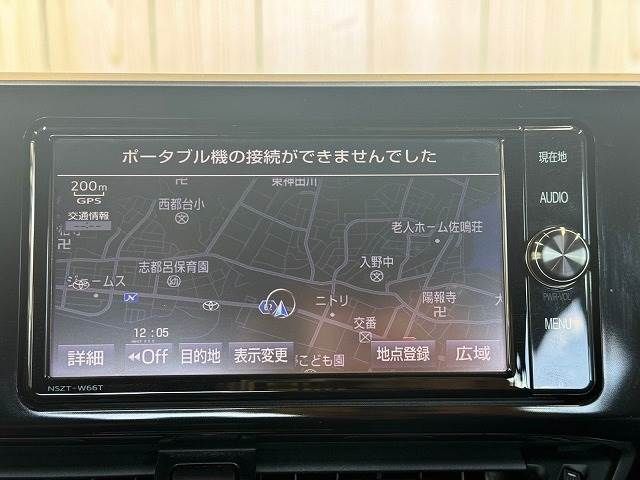 ポータブル機の接続ができませんでした
200m
GPS
交通情報
東神田川
西都台小
老人ホーム佐鳴荘
志都呂保育園
入野中
ニトリ
陽報寺
交番
12:05
こども園
詳細
◀◀Off
目的地
表示変更
地点登録
広域
NSZT-W66T
現在地
AUDIO
PWR・VOL
MENU